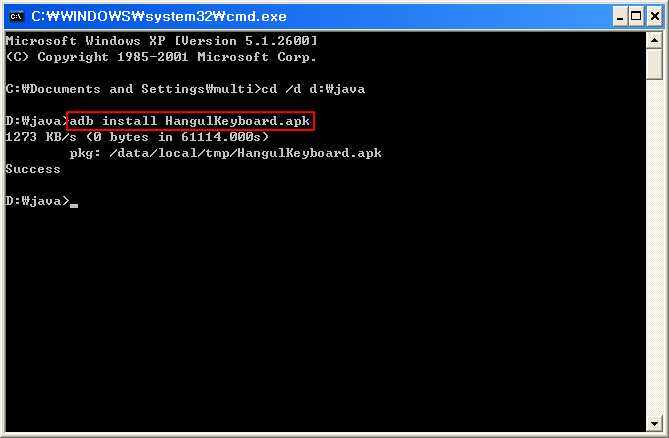 C:₩WINDOWS₩system32₩cmd.exe
Microsoft Windows XP [Version 5.1.2600]
(C) Copyright 1985-2001 Microsoft Corp.
C:₩Documents and Settings₩multi>cd /d d:₩java
D:₩java>adb install HangulKeyboard.apk
1273 KB/s (0 bytes in 61114.000s)
pkg: /data/local/tmp/HangulKeyboard.apk
Success
D:₩java>_